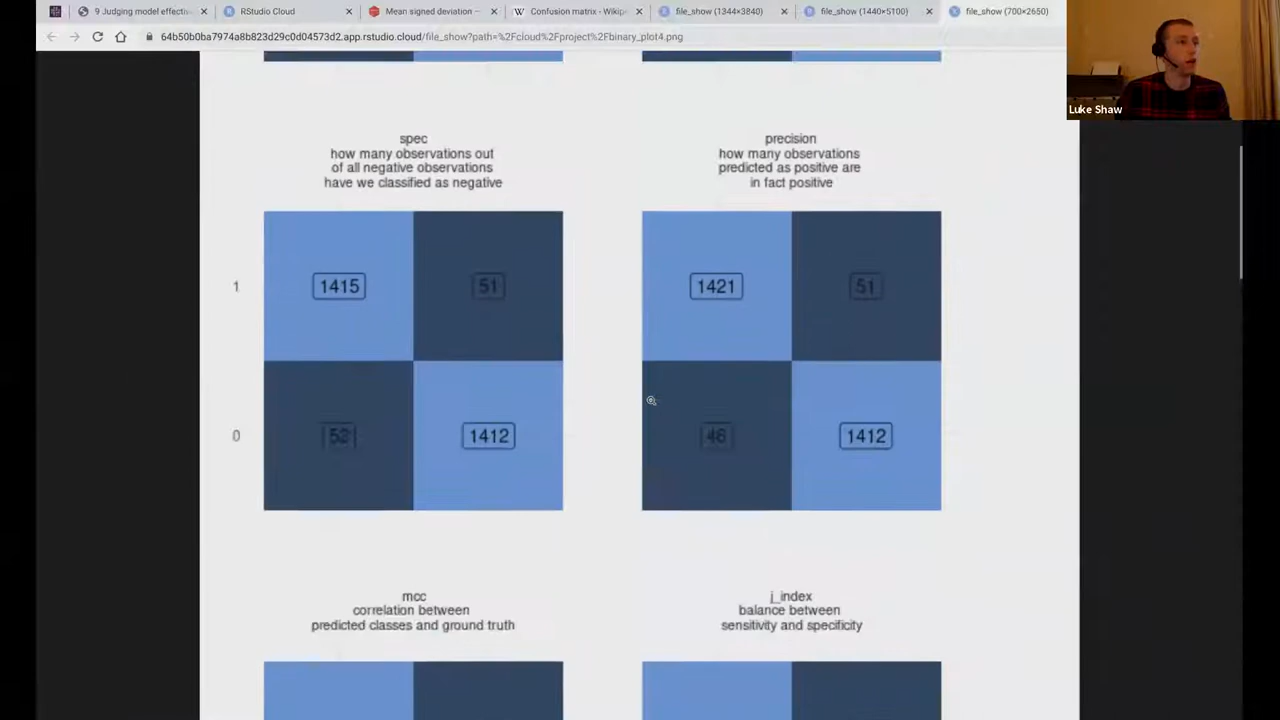 9 Judging model effectiv
RStudio Cloud
Mean signed deviation –
Confusion matrix - Wikip
file_show (1344×3840)
file_show (1440×5100)
file_show (700×2650)
64b50b0ba7974a8b823d29c0d04573d2.app.rstudio.cloud/file_show?path=%2Fcloud%2Fproject%2Fbinary_plot4.png
Luke Shaw
spec
how many observations out
of all negative observations
have we classified as negative
precision
how many observations
predicted as positive are
in fact positive
1
1415
51
1421
51
0
1412
46
1412
mcc
correlation between
predicted classes and ground truth
j_index
balance between
sensitivity and specificity